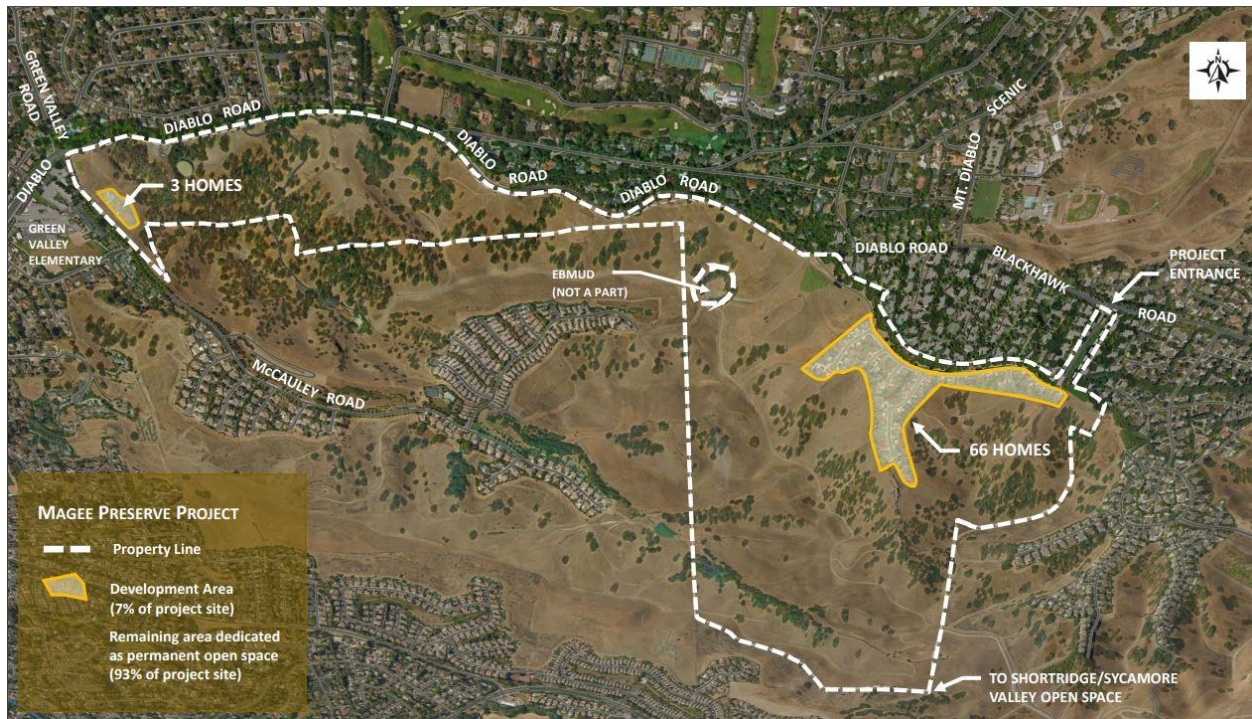 GREEN VALLEY
ROAD
DIABLO ROAD
DIABLO
ROAD
DIABLO ROAD
MT. DIABLO SCENIC
N
DIABLO
3 HOMES
GREEN
VALLEY
ELEMENTARY
DIABLO ROAD
BLACKHAWK ROAD
PROJECT
ENTRANCE
EBMUD
(NOT A PART)
McCAULEY ROAD
66 HOMES
MAGEE PRESERVE PROJECT
Property Line
Development Area
(7% of project site)
Remaining area dedicated
as permanent open space
(93% of project site)
TO SHORTRIDGE/SYCAMORE
VALLEY OPEN SPACE